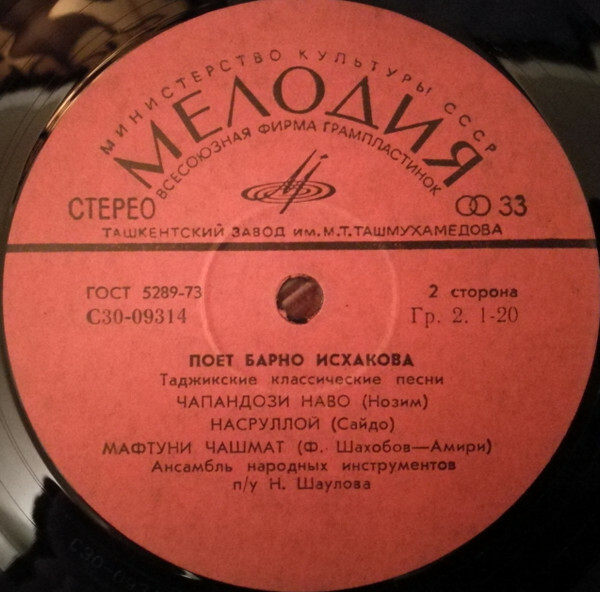 МИНИСТЕРСТВО КУЛЬТУРЫ СССР
МЕЛОДИЯ
ВСЕСОЮЗНАЯ ФИРМА ГРАМПЛАСТИНОК
СТЕРЕО
33
ТАШКЕНТСКИЙ ЗАВОД ИМ. М.Т. ТАШМУХАМЕДОВА
ГОСТ 5289-73
2 сторона
С30-09314
Гр. 2. 1-20
ПОЕТ БАРНО ИСХАКОВА
Таджикские классические песни
ЧАПАНДОЗИ НАВО (Нозим)
НАСРУЛЛОЙ (Сайдо)
МАФТУНИ ЧАШМАТ (Ф. Шахобов—Амири)
Ансамбль народных инструментов
п/у Н. Шаулова